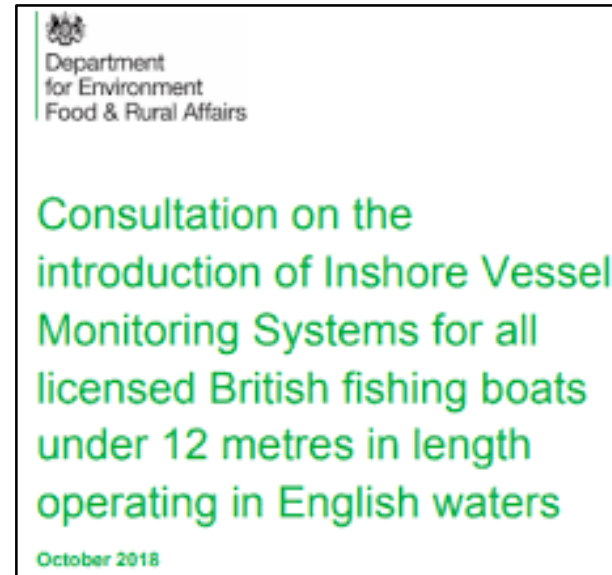 Department
for Environment
Food & Rural Affairs
Consultation on the
introduction of Inshore Vessel
Monitoring Systems for all
licensed British fishing boats
under 12 metres in length
operating in English waters
October 2018